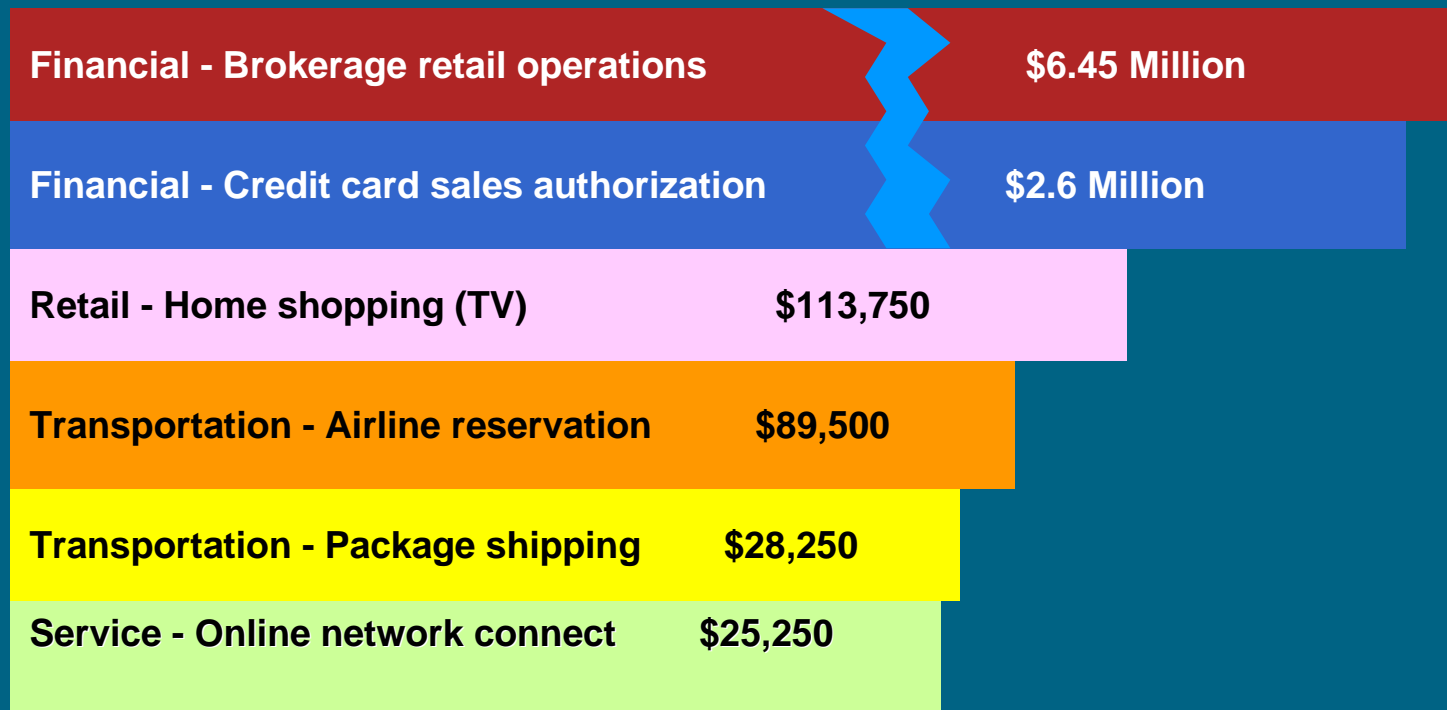 Financial - Brokerage retail operations $6.45 Million
Financial - Credit card sales authorization $2.6 Million
Retail - Home shopping (TV) $113,750
Transportation - Airline reservation $89,500
Transportation - Package shipping $28,250
Service - Online network connect $25,250